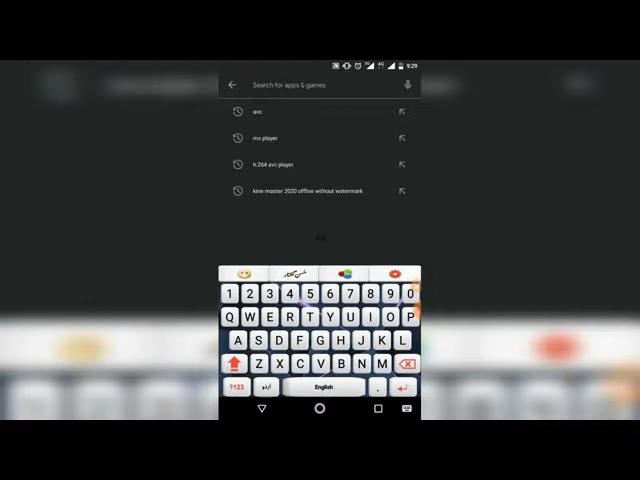 9:29
Search for apps & games
avc
mx player
h.264 avc player
kine master 2020 offline without watermark
1 2 3 4 5 6 7 8 9 0
Q W E R T Y U I O P
A S D F G H J K L
Z X C V B N M
?123 اردو English .